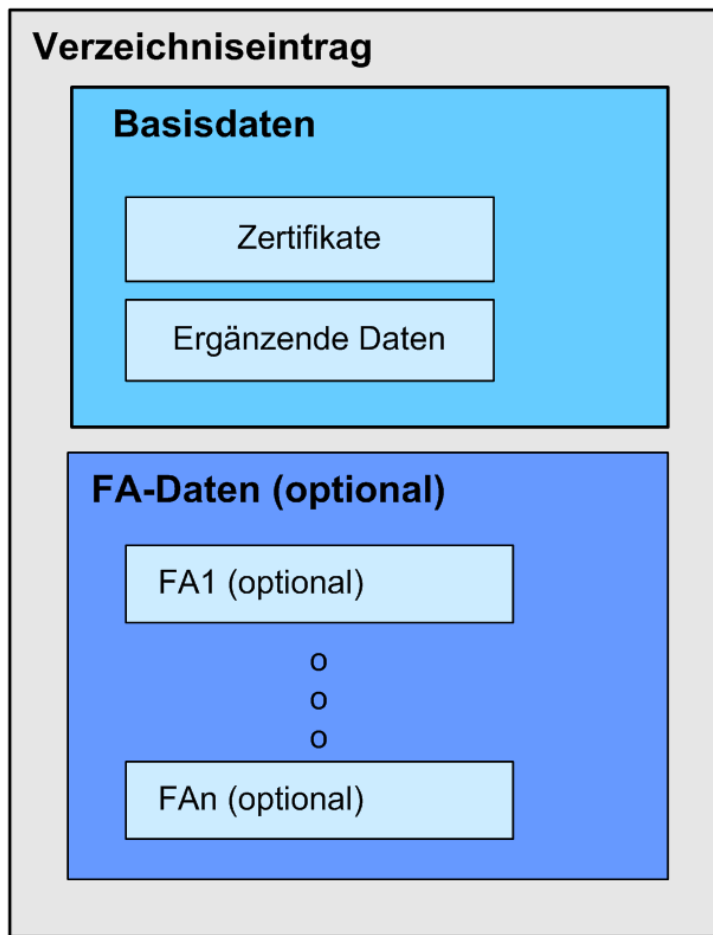 Verzeichniseintrag
Basisdaten
Zertifikate
Ergänzende Daten
FA-Daten (optional)
FA1 (optional)
o
o
o
FAn (optional)